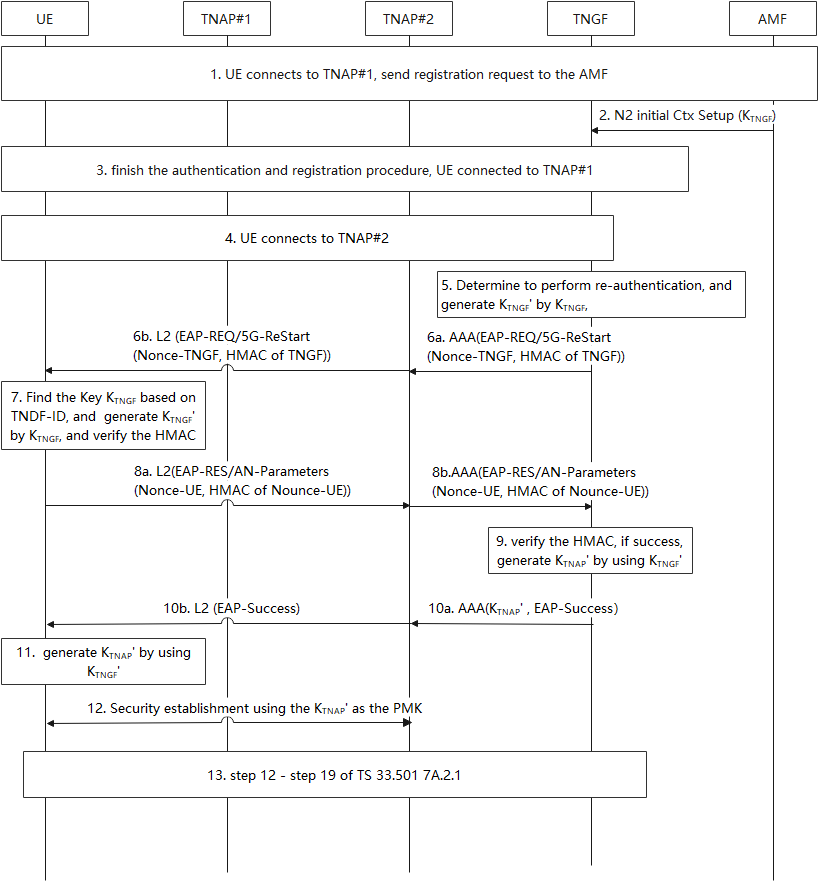 UE
TNAP#1
TNAP#2
TNGF
AMF
1. UE connects to TNAP#1, send registration request to the AMF
2. N2 initial Ctx Setup (KTNGF)
3. finish the authentication and registration procedure, UE connected to TNAP#1
4. UE connects to TNAP#2
5. Determine to perform re-authentication, and
generate KTNGF' by KTNGF,
6b. L2 (EAP-REQ/5G-ReStart
(Nonce-TNGF, HMAC of TNGF))
6a. AAA(EAP-REQ/5G-ReStart
(Nonce-TNGF, HMAC of TNGF))
7. Find the Key KTNGF based on
TNDF-ID, and generate KTNGF'
by KTNGF, and verify the HMAC
8a. L2(EAP-RES/AN-Parameters
(Nonce-UE, HMAC of Nounce-UE))
8b.AAA(EAP-RES/AN-Parameters
(Nonce-UE, HMAC of Nounce-UE))
9. verify the HMAC, if success,
generate KTNAP' by using KTNGF'
10b. L2 (EAP-Success)
10a. AAA(KTNAP' , EAP-Success)
11. generate KTNAP' by using
KTNGF'
12. Security establishment using the KTNAP' as the PMK
13. step 12 - step 19 of TS 33.501 7A.2.1